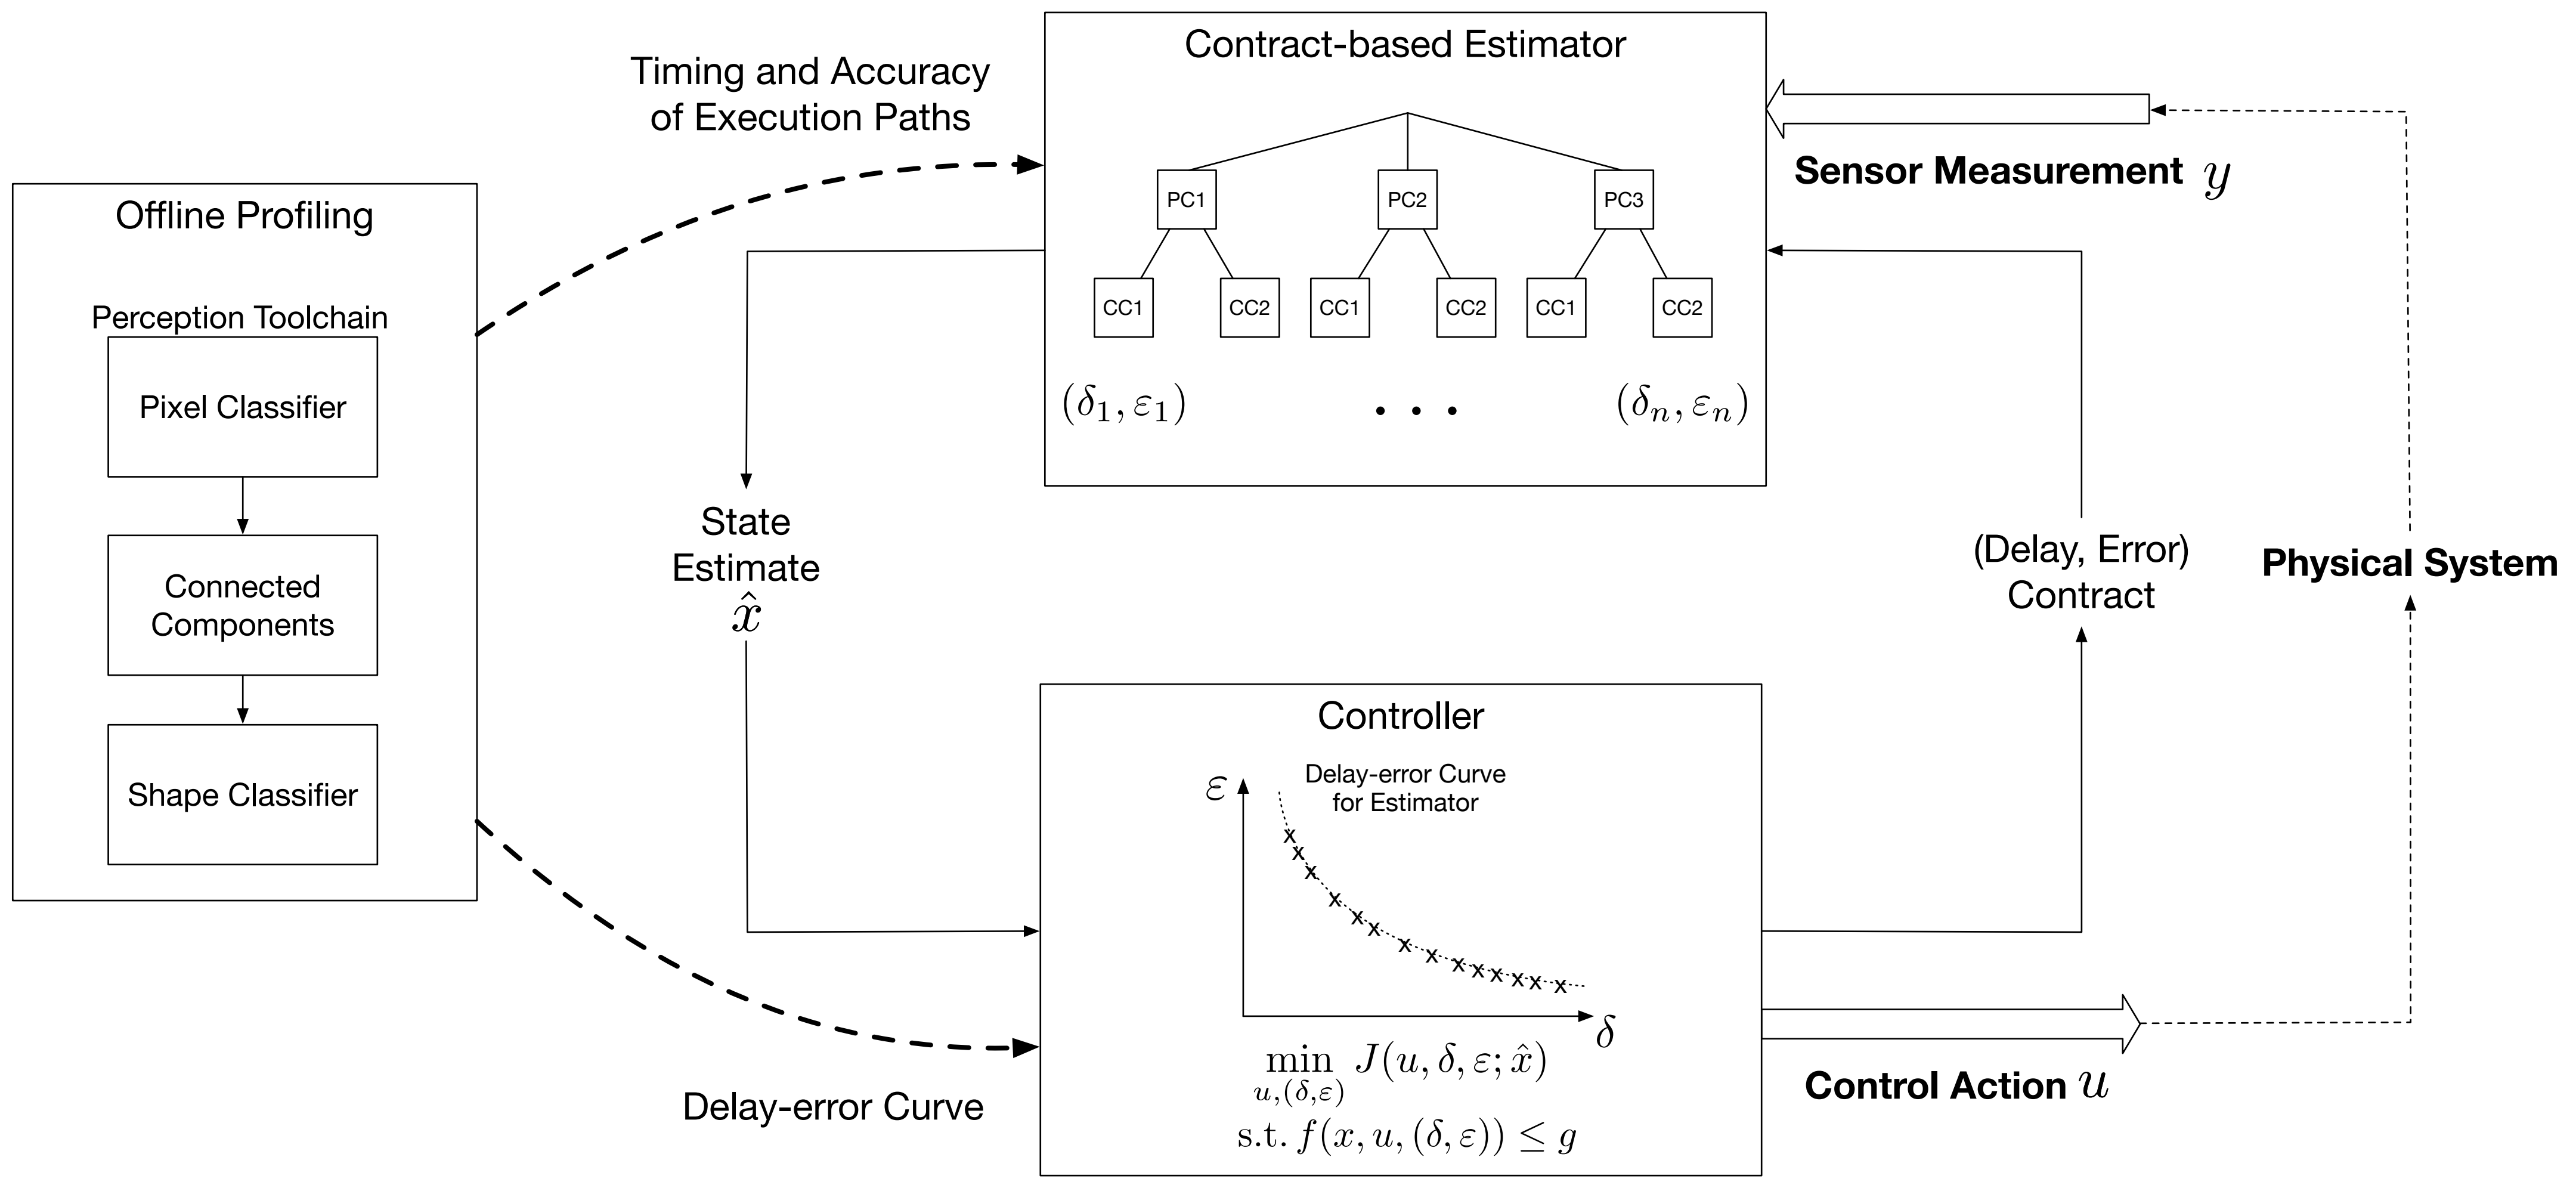 Offline Profiling
Perception Toolchain
Pixel Classifier
Connected
Components
Shape Classifier
Timing and Accuracy
of Execution Paths
Delay-error Curve
State
Estimate
x̂
Contract-based Estimator
PC1 PC2 PC3
CC1 CC2 CC1 CC2 CC1 CC2
(δ₁, ε₁) • • • (δₙ, εₙ)
Controller
ε
Delay-error Curve
for Estimator
δ
min J(u, δ, ε; x̂)
u,(δ,ε)
s.t. f(x, u, (δ, ε)) ≤ g
Sensor Measurement y
(Delay, Error)
Contract
Physical System
Control Action u